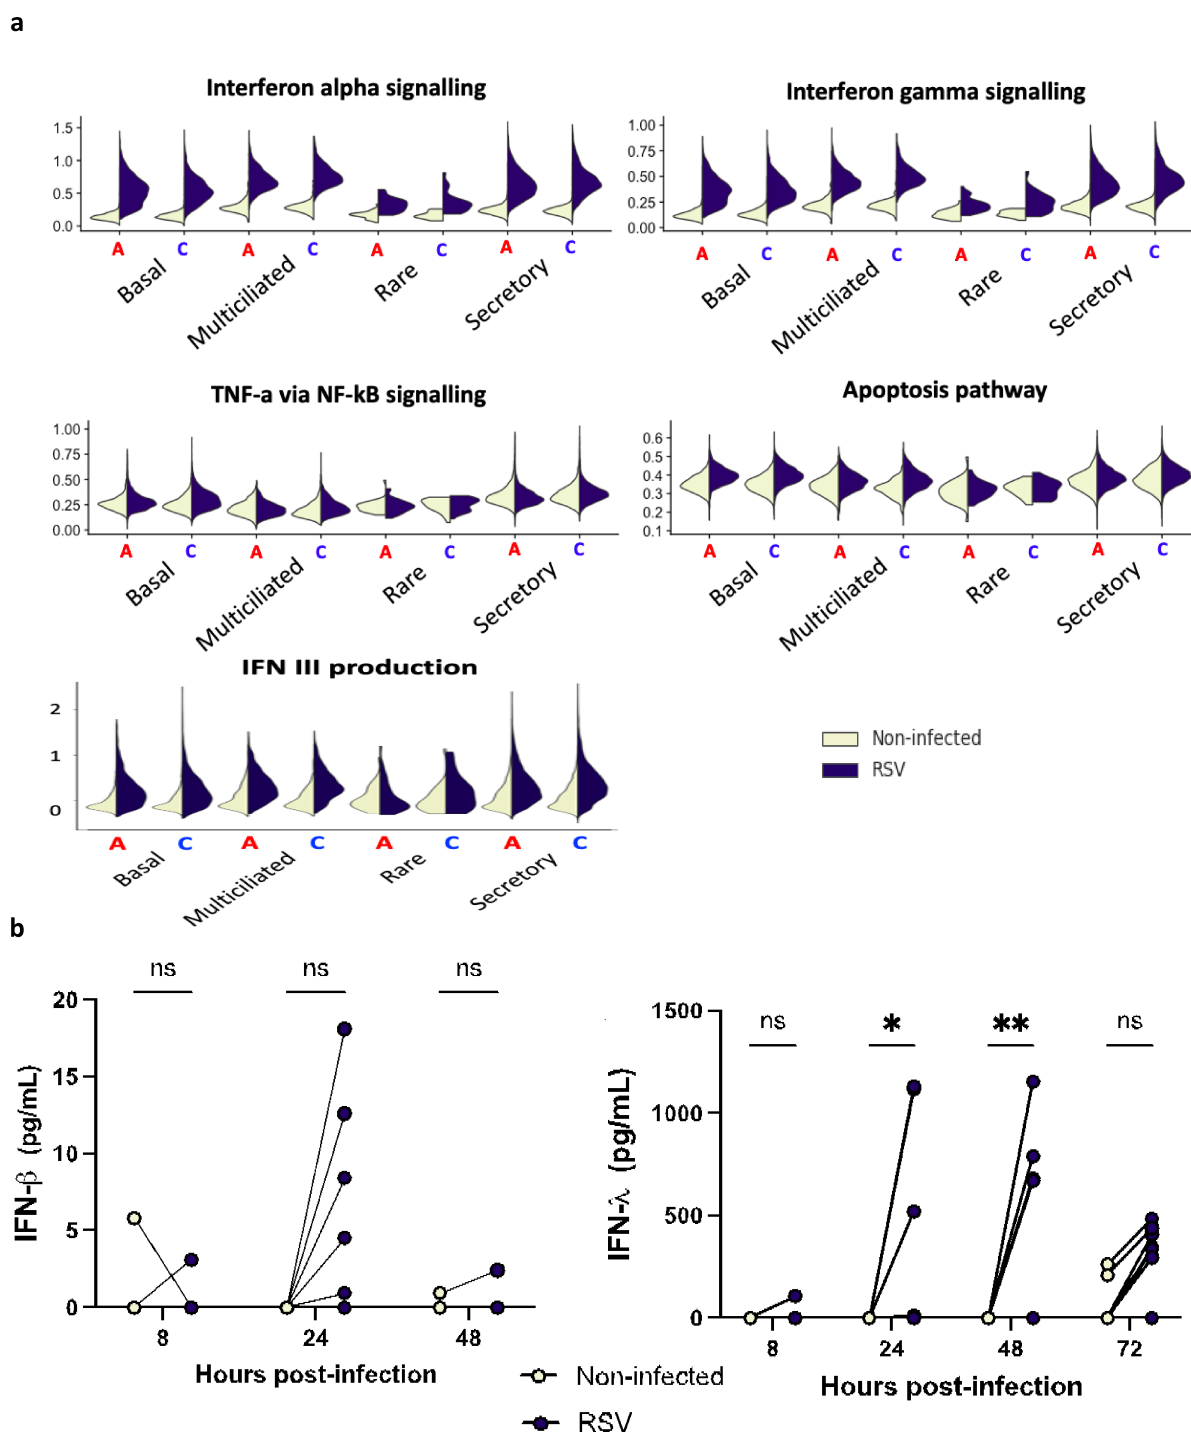 a
Interferon alpha signalling
1.5
1.0
0.5
0.0
A C A C A C A C
Basal Multiciliated Rare Secretory
Interferon gamma signalling
1.00
0.75
0.50
0.25
0.00
A C A C A C A C
Basal Multiciliated Rare Secretory
TNF-a via NF-kB signalling
1.00
0.75
0.50
0.25
0.00
A C A C A C A C
Basal Multiciliated Rare Secretory
Apoptosis pathway
0.6
0.5
0.4
0.3
0.2
0.1
A C A C A C A C
Basal Multiciliated Rare Secretory
IFN III production
2
1
0
A C A C A C A C
Basal Multiciliated Rare Secretory
Non-infected
RSV
b
ns ns ns
IFN-β (pg/mL)
20
15
10
5
0
8 24 48
Hours post-infection
ns * ** ns
IFN-λ (pg/mL)
1500
1000
500
0
8 24 48 72
Hours post-infection
Non-infected
RSV